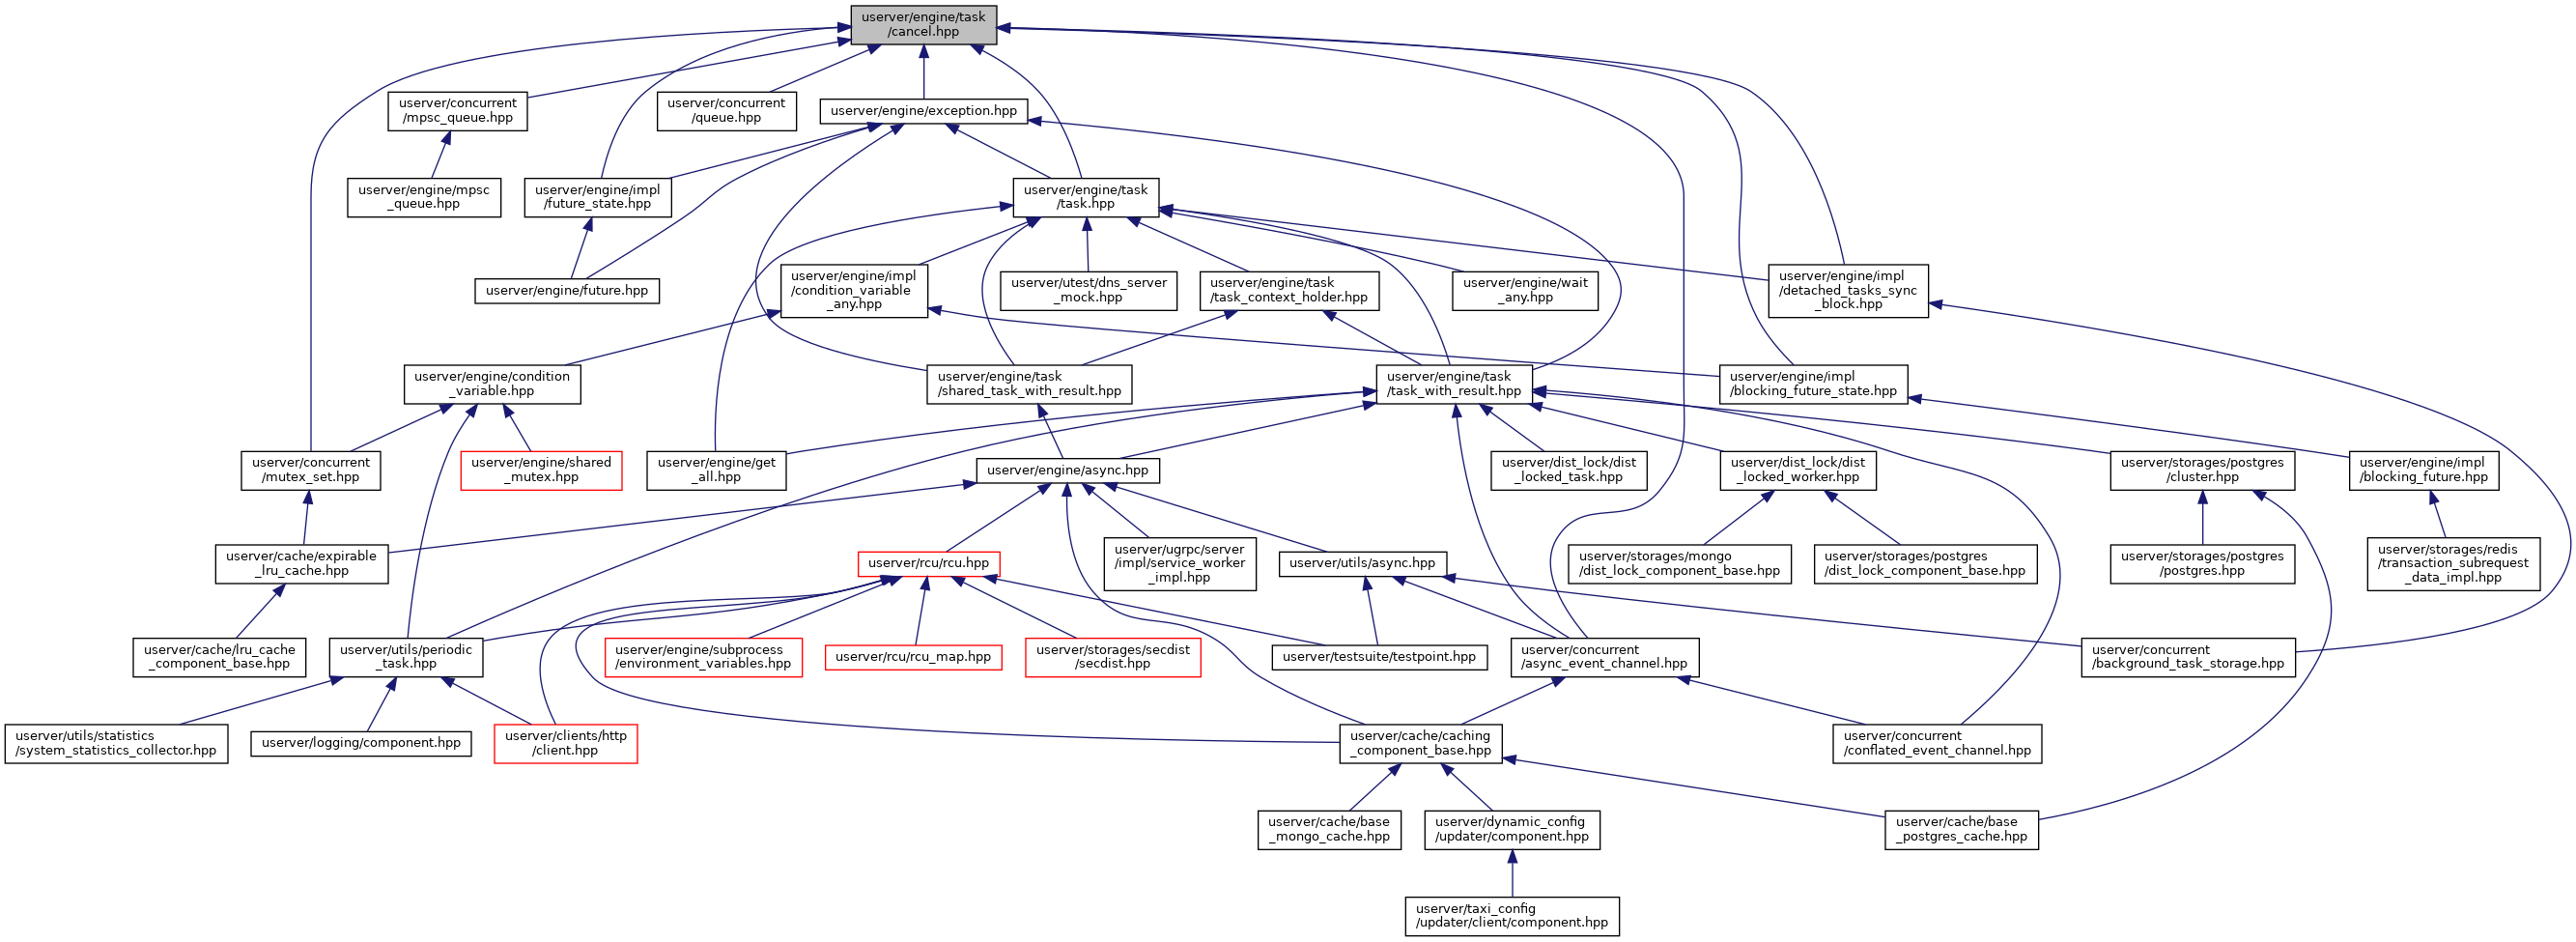 userver/engine/task
/cancel.hpp
userver/concurrent
/mpsc_queue.hpp
userver/concurrent
/queue.hpp
userver/engine/exception.hpp
userver/engine/mpsc
_queue.hpp
userver/engine/impl
/future_state.hpp
userver/engine/task
/task.hpp
userver/engine/future.hpp
userver/engine/impl
/condition_variable
_any.hpp
userver/utest/dns_server
_mock.hpp
userver/engine/task
/task_context_holder.hpp
userver/engine/wait
_any.hpp
userver/engine/impl
/detached_tasks_sync
_block.hpp
userver/engine/condition
_variable.hpp
userver/engine/task
/shared_task_with_result.hpp
userver/engine/task
/task_with_result.hpp
userver/engine/impl
/blocking_future_state.hpp
userver/concurrent
/mutex_set.hpp
userver/engine/shared
_mutex.hpp
userver/engine/get
_all.hpp
userver/engine/async.hpp
userver/dist_lock/dist
_locked_task.hpp
userver/dist_lock/dist
_locked_worker.hpp
userver/storages/postgres
/cluster.hpp
userver/engine/impl
/blocking_future.hpp
userver/cache/expirable
_lru_cache.hpp
userver/rcu/rcu.hpp
userver/ugrpc/server
/impl/service_worker
_impl.hpp
userver/utils/async.hpp
userver/storages/mongo
/dist_lock_component_base.hpp
userver/storages/postgres
/dist_lock_component_base.hpp
userver/storages/postgres
/postgres.hpp
userver/storages/redis
/transaction_subrequest
_data_impl.hpp
userver/cache/lru_cache
_component_base.hpp
userver/utils/periodic
_task.hpp
userver/engine/subprocess
/environment_variables.hpp
userver/rcu/rcu_map.hpp
userver/storages/secdist
/secdist.hpp
userver/testsuite/testpoint.hpp
userver/concurrent
/async_event_channel.hpp
userver/concurrent
/background_task_storage.hpp
userver/utils/statistics
/system_statistics_collector.hpp
userver/logging/component.hpp
userver/clients/http
/client.hpp
userver/cache/caching
_component_base.hpp
userver/concurrent
/conflated_event_channel.hpp
userver/cache/base
_mongo_cache.hpp
userver/dynamic_config
/updater/component.hpp
userver/cache/base
_postgres_cache.hpp
userver/taxi_config
/updater/client/component.hpp